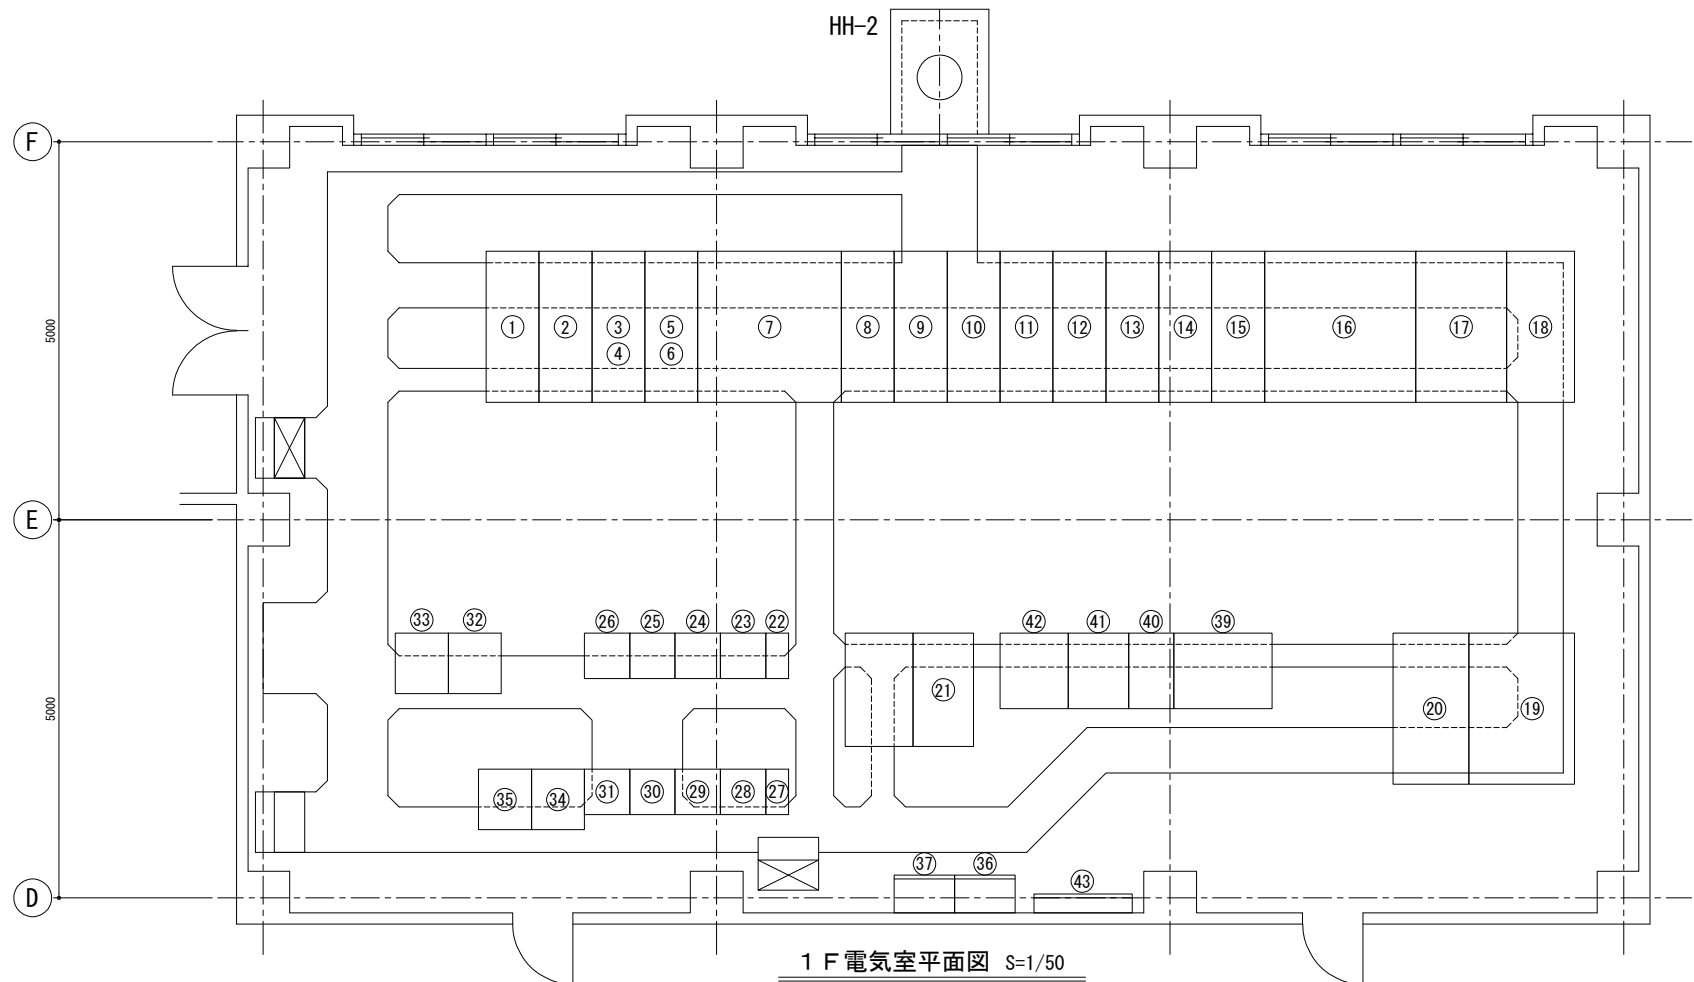 HH-2
F
5000
① ② ③ ⑤ ⑦ ⑧ ⑨ ⑩ ⑪ ⑫ ⑬ ⑭ ⑮ ⑯ ⑰ ⑱
④ ⑥
E
㉝ ㉜ ㉖ ㉕ ㉔ ㉓ ㉒ ㊷ ㊶ ㊵ ㊴
㉑
5000
⑳ ⑲
㉟ ㉞ ㉛ ㉚ ㉙ ㉘ ㉗
㊲ ㊱
㊸
D
1F電気室平面図 S=1/50